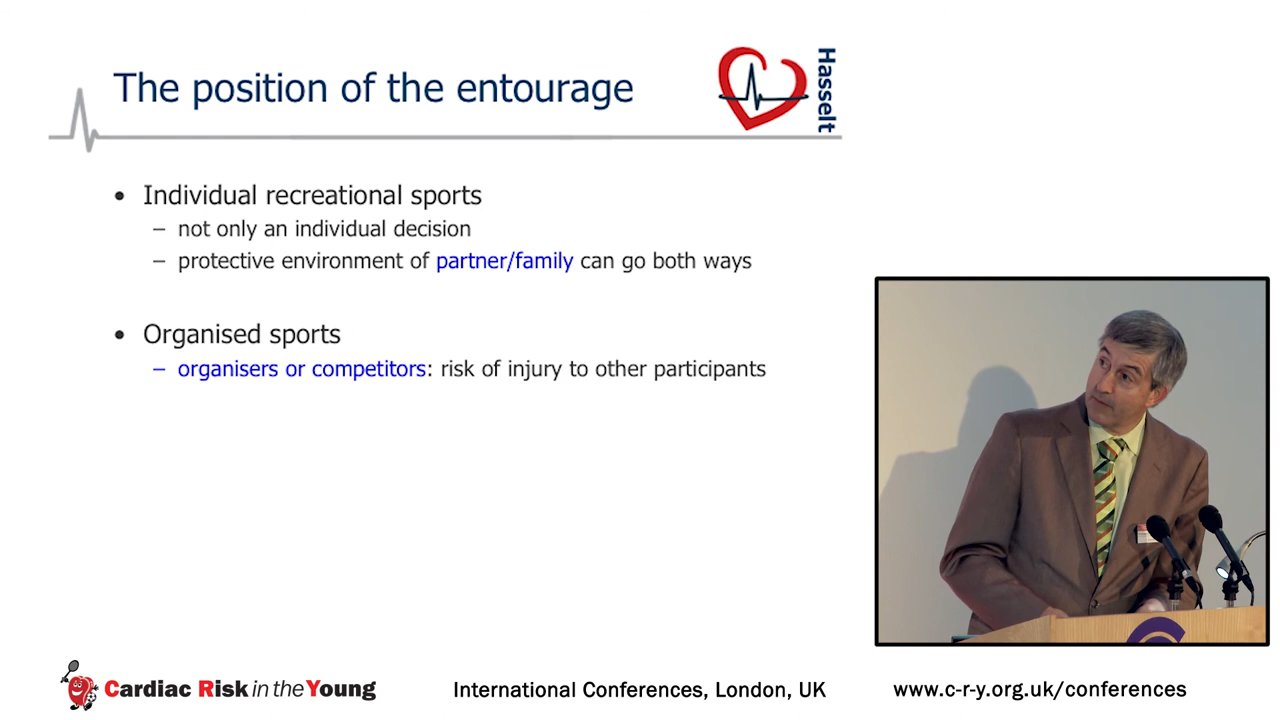 The position of the entourage
Hasselt
• Individual recreational sports
– not only an individual decision
– protective environment of partner/family can go both ways
• Organised sports
– organisers or competitors: risk of injury to other participants
Cardiac Risk in the Young
International Conferences, London, UK
www.c-r-y.org.uk/conferences